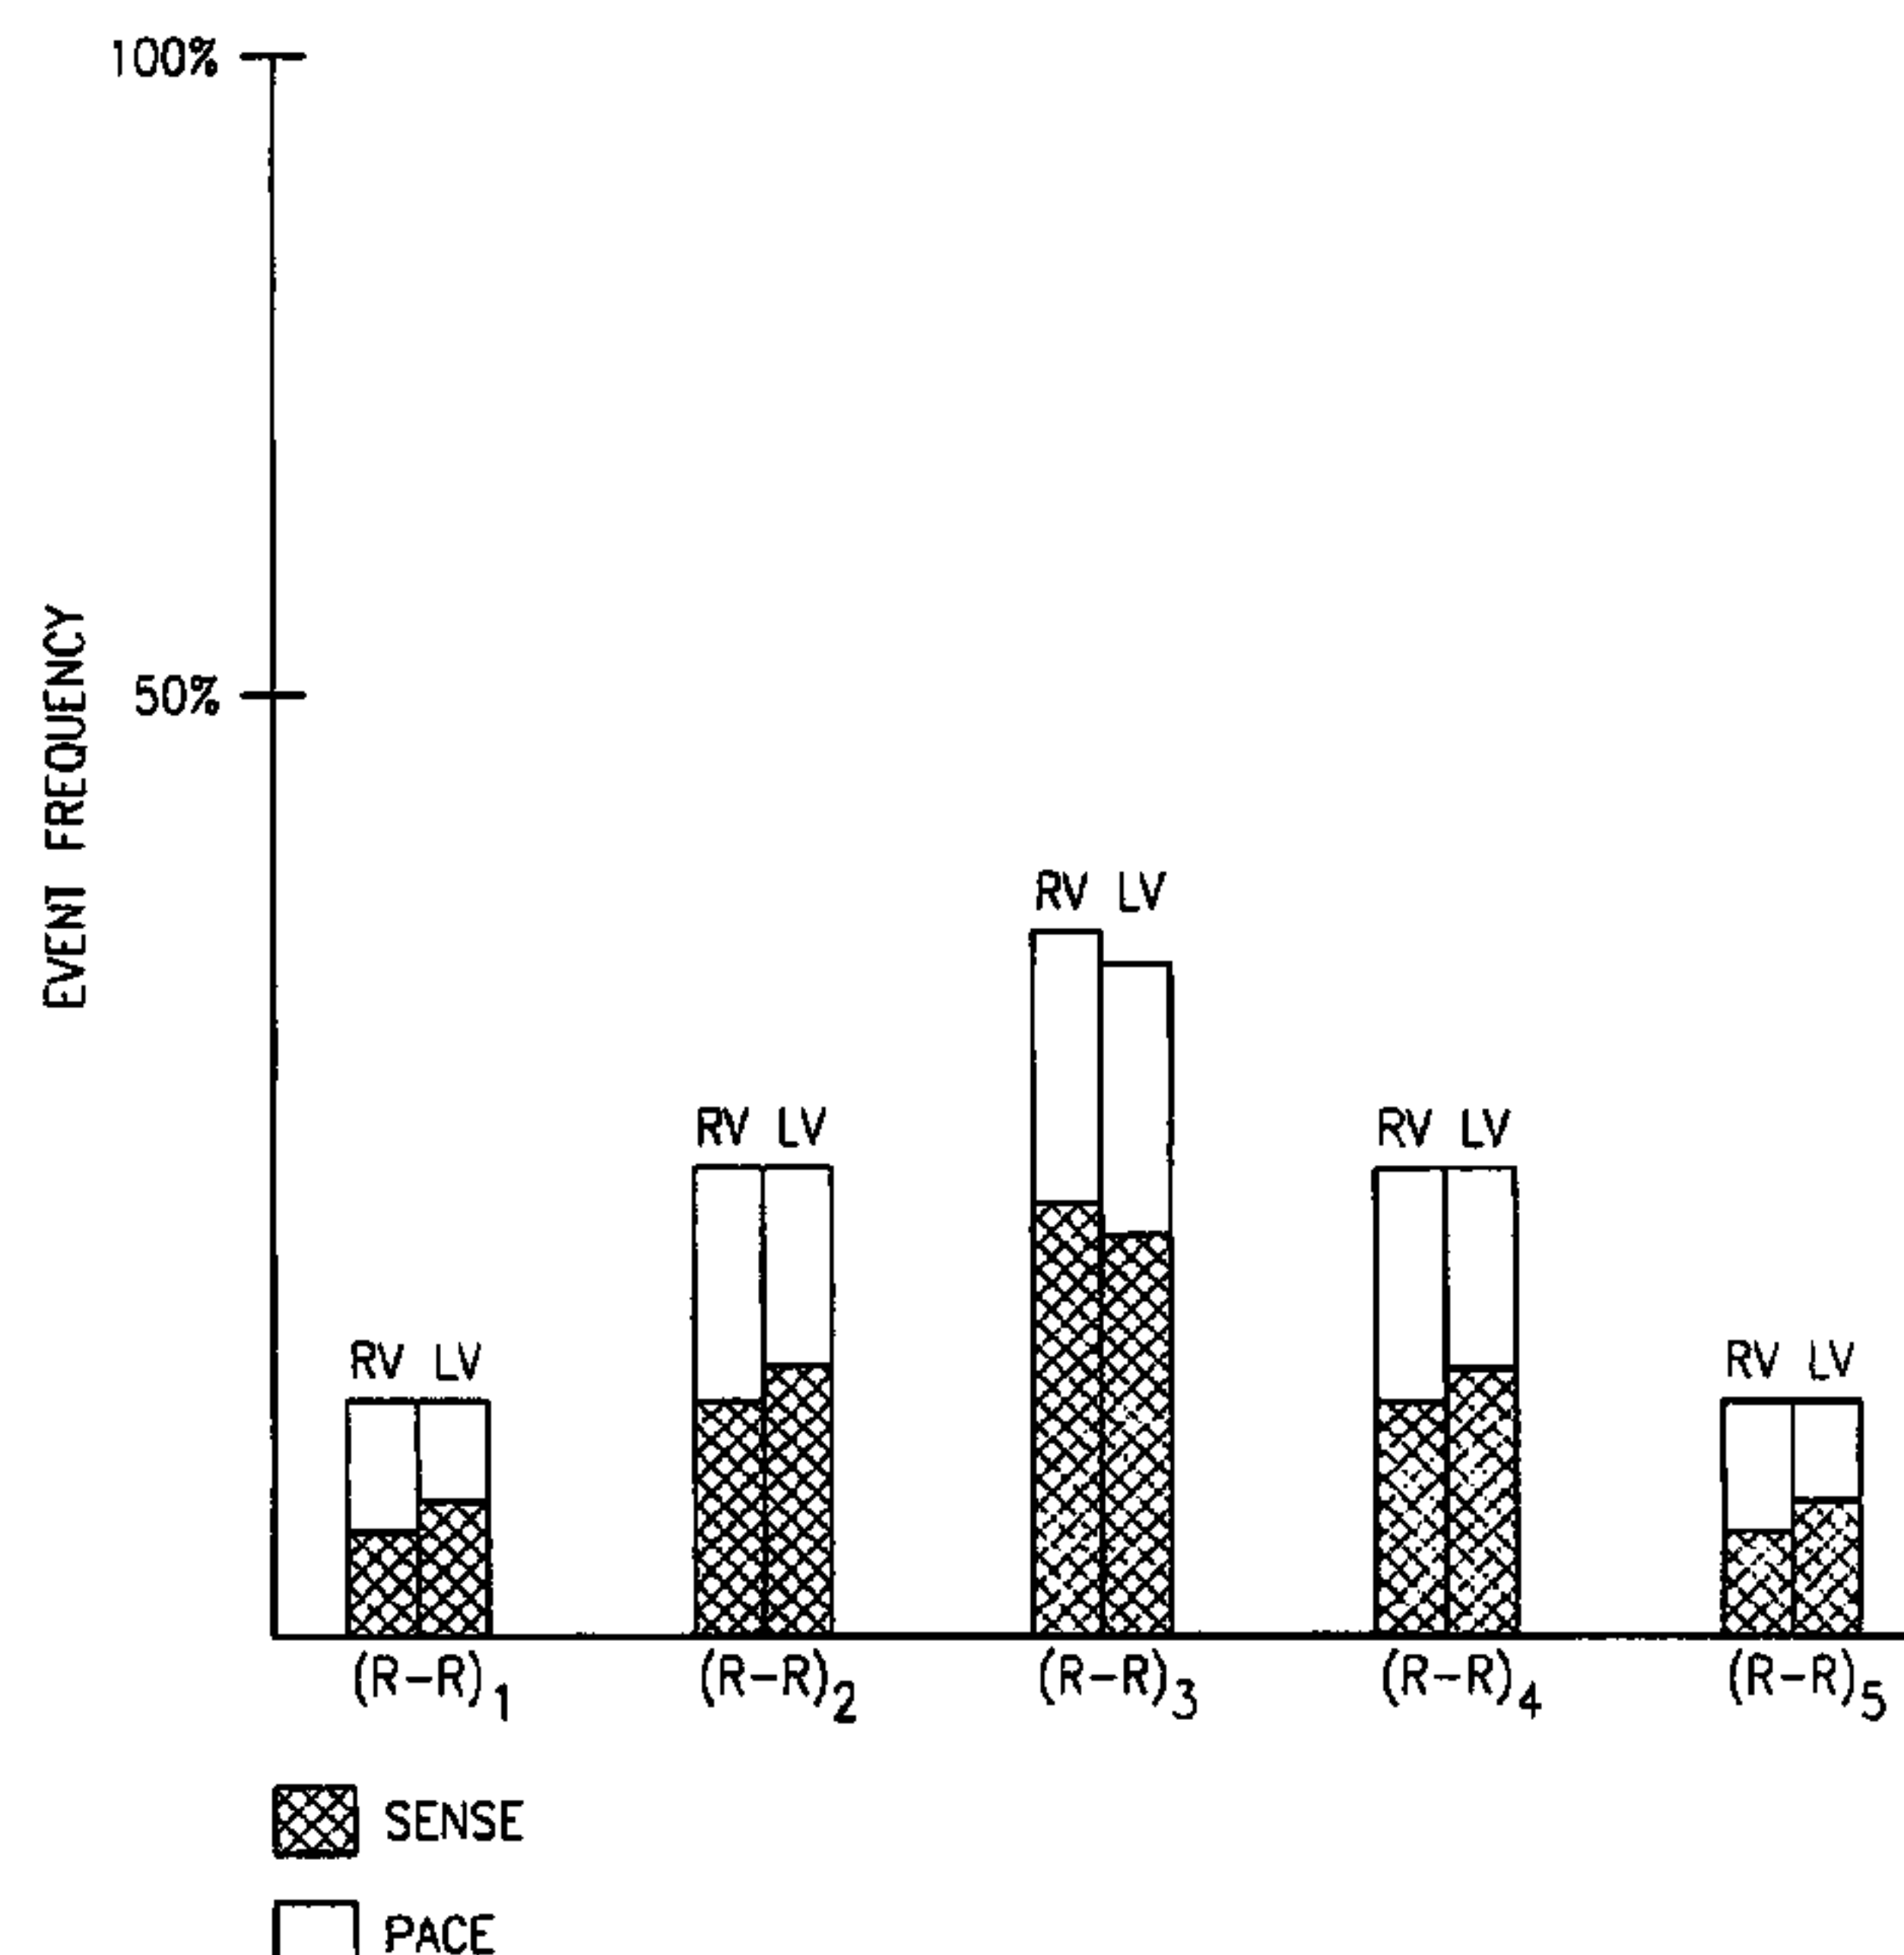 100%
50%
EVENT FREQUENCY
RV LV
RV LV
RV LV
RV LV
RV LV
(R-R)1
(R-R)2
(R-R)3
(R-R)4
(R-R)5
SENSE
PACE